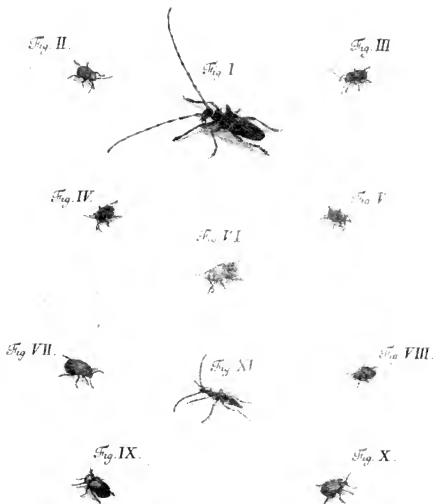 Fig. II.
Fig. I
Fig. III
Fig. IV.
Fig. V
Fig. VI
Fig VII.
Fig. XI
Fig. VIII.
Fig. IX.
Fig. X.